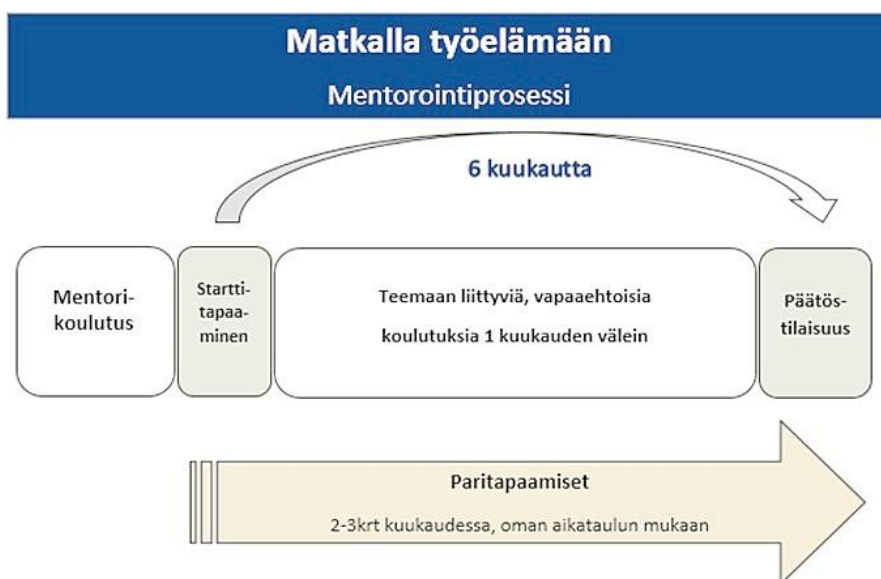 Matkalla työelämään
Mentorointiprosessi
6 kuukautta
Mentori-
koulutus
Startti-
tapaa-
minen
Teemaan liittyviä, vapaaehtoisia
koulutuksia 1 kuukauden välein
Päätös-
tilaisuus
Paritapaamiset
2-3krt kuukaudessa, oman aikataulun mukaan